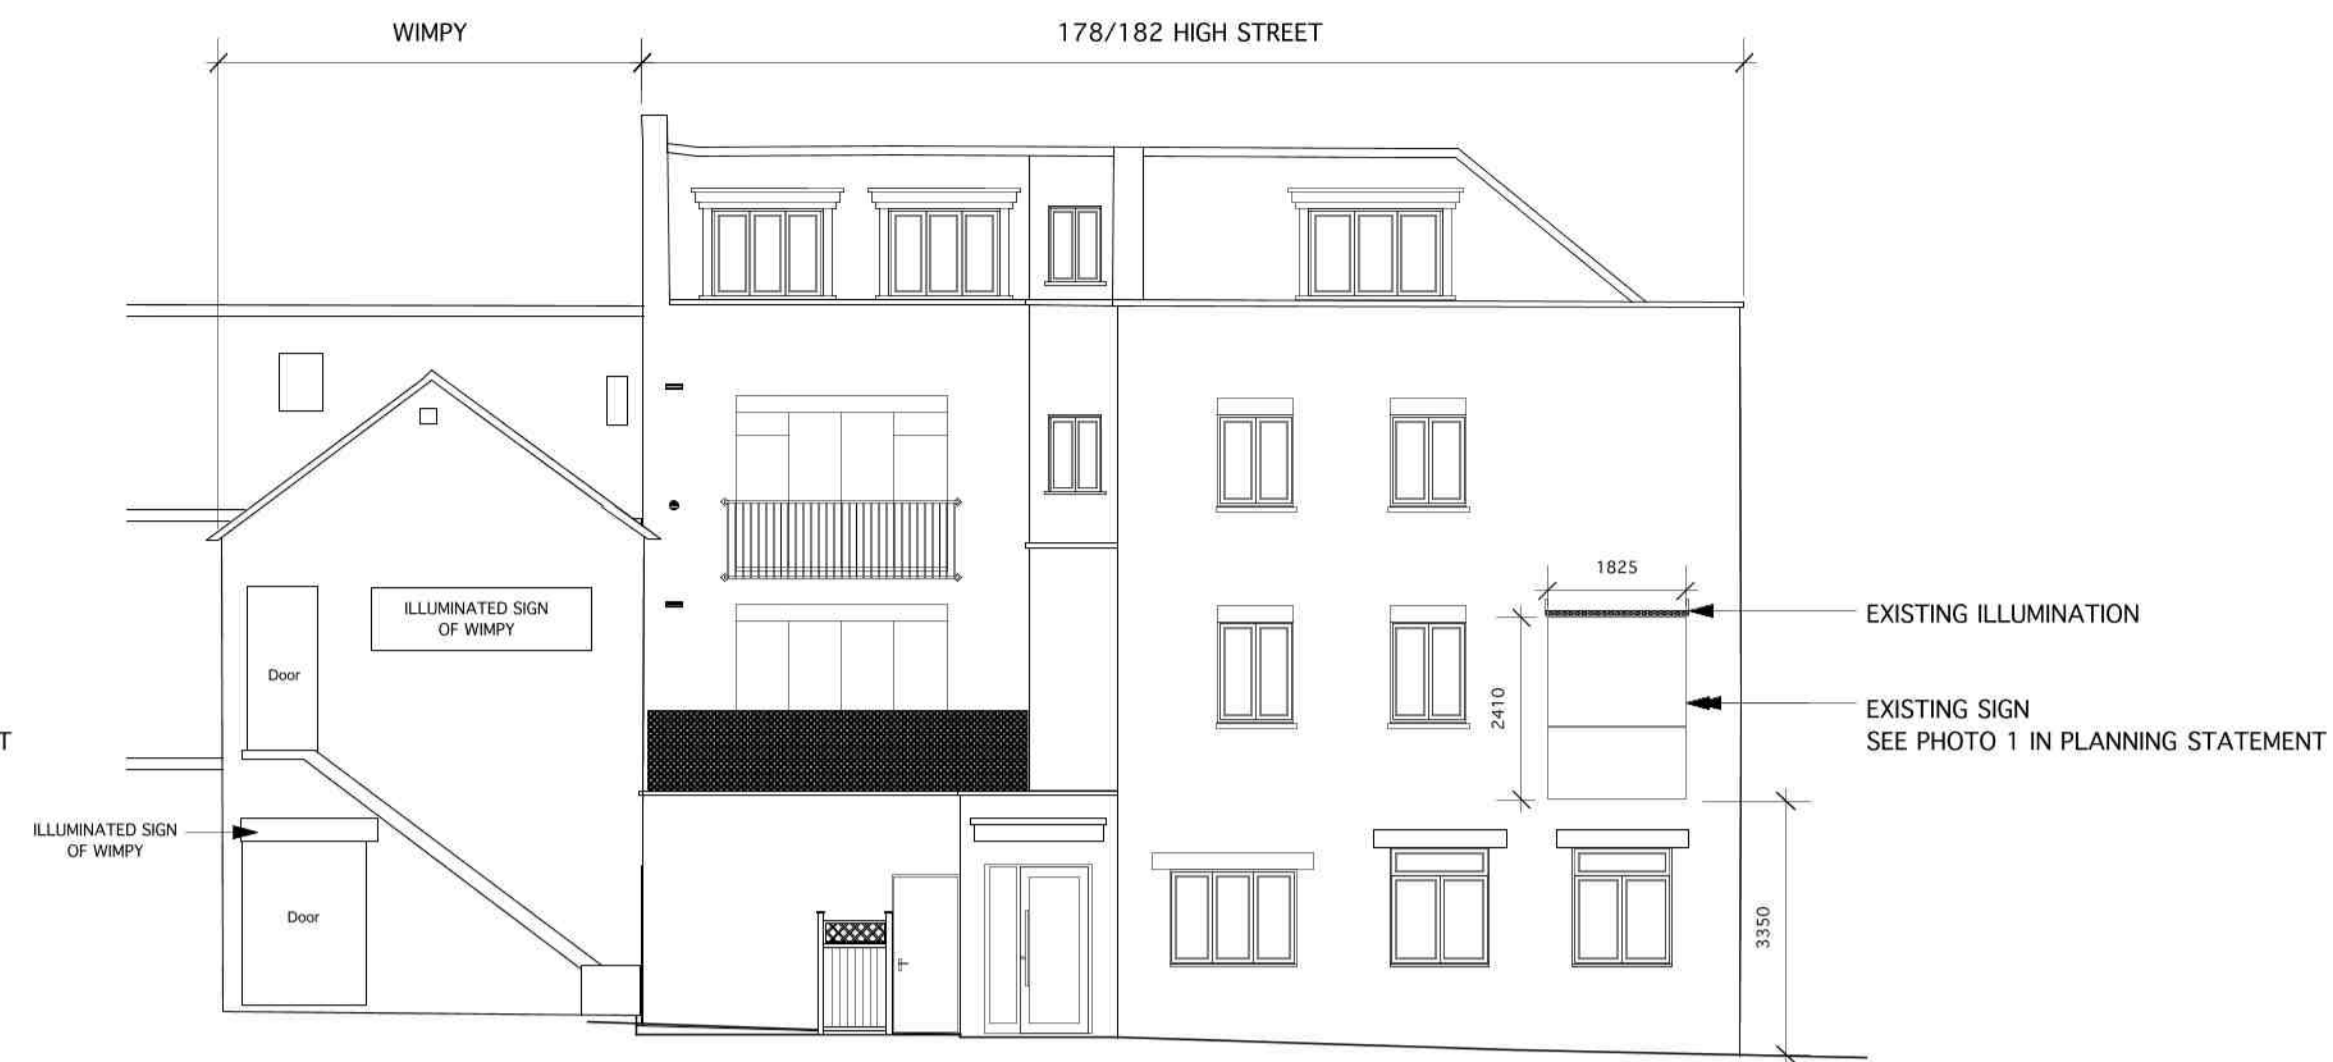 WIMPY
178/182 HIGH STREET
ILLUMINATED SIGN
OF WIMPY
Door
1825
EXISTING ILLUMINATION
2410
EXISTING SIGN
SEE PHOTO 1 IN PLANNING STATEMENT
T
ILLUMINATED SIGN
OF WIMPY
Door
3350